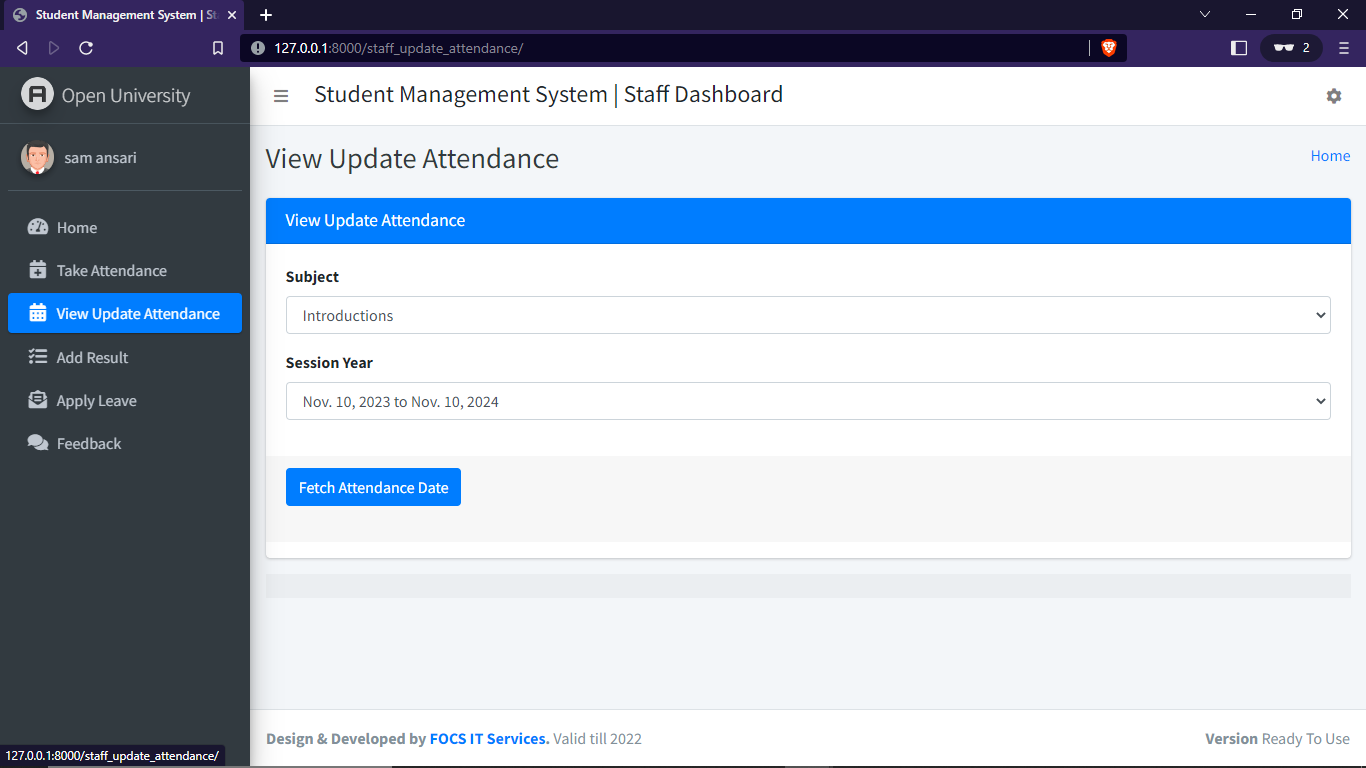 Student Management System | St
127.0.0.1:8000/staff_update_attendance/
2
Open University
Student Management System | Staff Dashboard
sam ansari
View Update Attendance
Home
Home
Take Attendance
View Update Attendance
Add Result
Apply Leave
Feedback
View Update Attendance
Subject
Introductions
Session Year
Nov. 10, 2023 to Nov. 10, 2024
Fetch Attendance Date
Design & Developed by FOCS IT Services. Valid till 2022
Version Ready To Use
127.0.0.1:8000/staff_update_attendance/